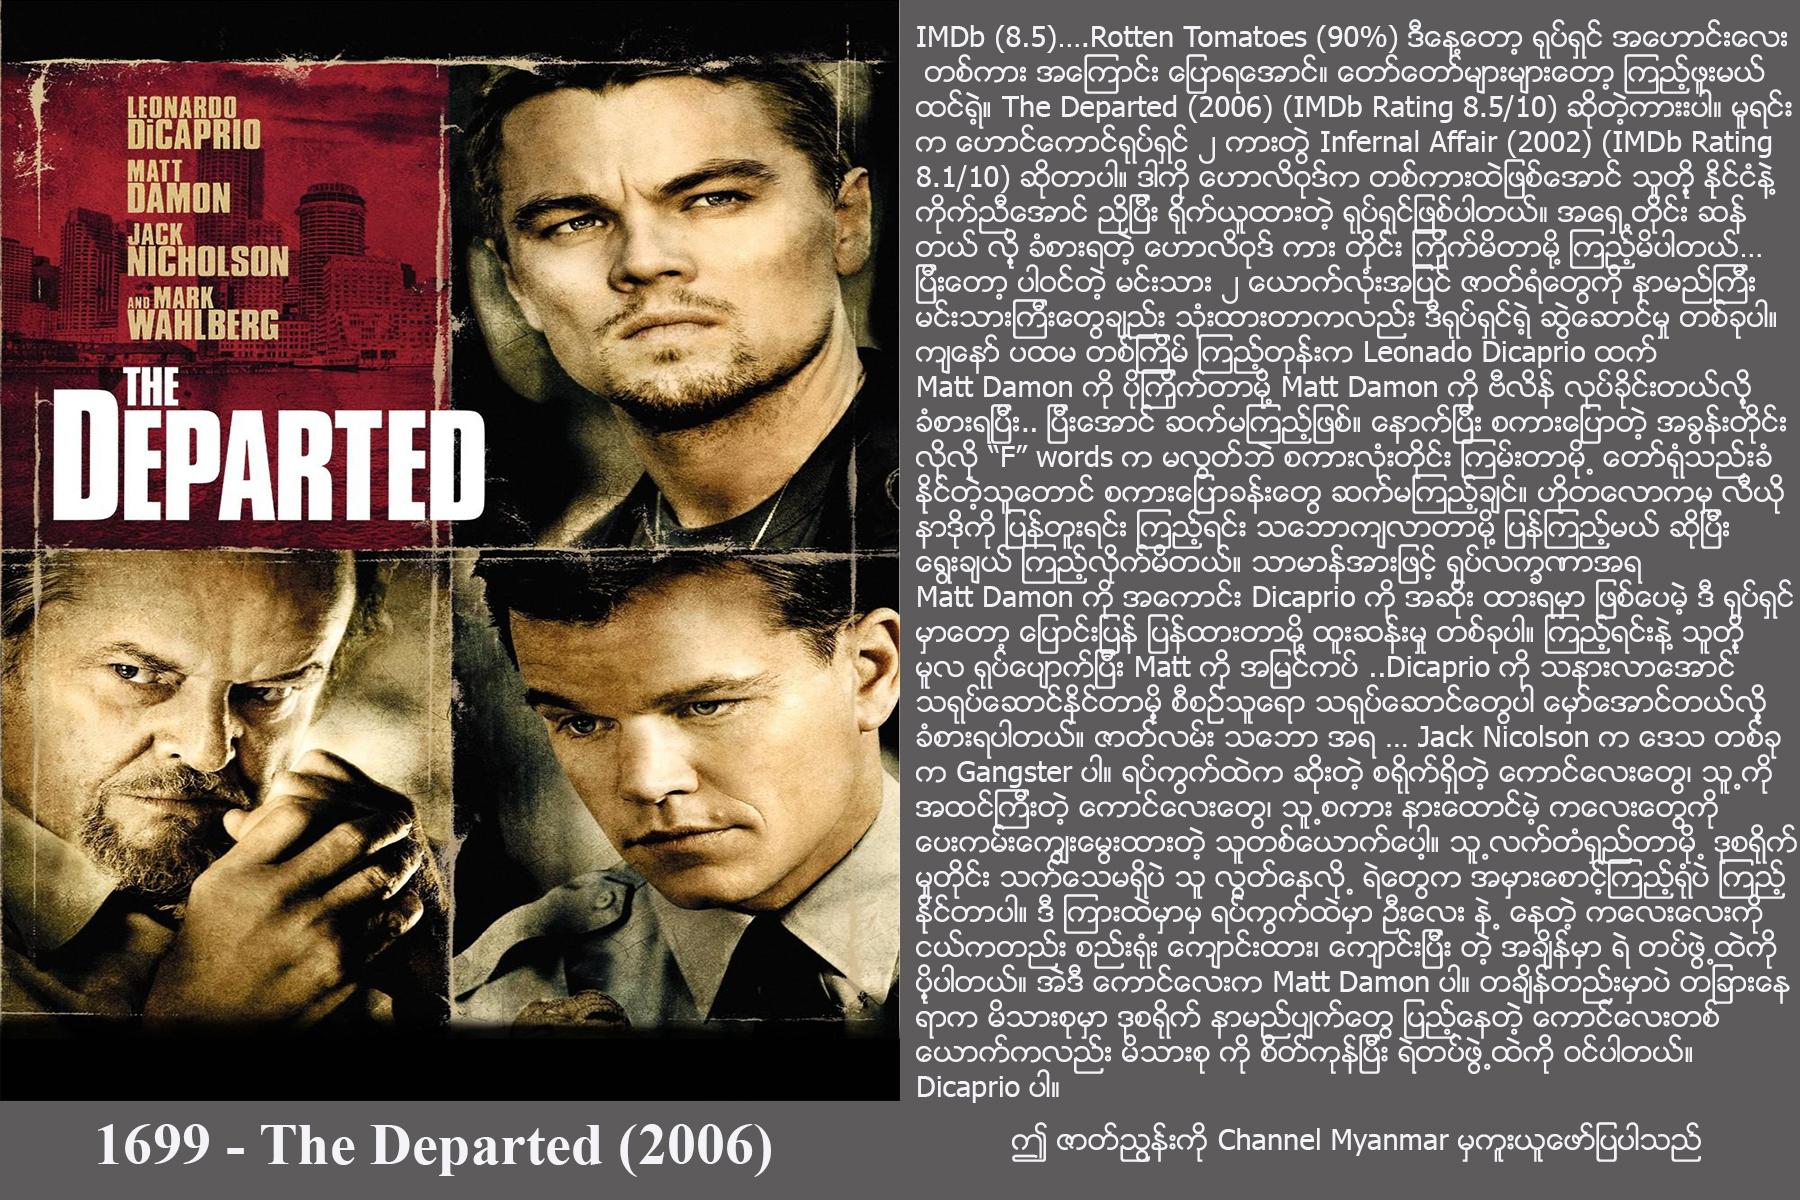 LEONARDO
DiCAPRIO
MATT
DAMON
JACK
NICHOLSON
AND MARK
WAHLBERG
THE
DEPARTED
1699 - The Departed (2006)
IMDb (8.5)....Rotten Tomatoes (90%) ဒီနေ့တော့ ရုပ်ရှင် အဟောင်းလေး
တစ်ကား အကြောင်း ပြောရအောင်။ တော်တော်များများတော့ ကြည့်ဖူးမယ်
ထင်ရဲ့။ The Departed (2006) (IMDb Rating 8.5/10) ဆိုတဲ့ကားးပါ။ မူရင်း
က ဟောင်ကောင်ရုပ်ရှင် ၂ ကားတွဲ Infernal Affair (2002) (IMDb Rating
8.1/10) ဆိုတာပါ။ ဒါကို ဟောလိဝုဒ်က တစ်ကားထဲဖြစ်အောင် သူတို့ နိုင်ငံနဲ့
ကိုက်ညီအောင် ညှိပြီး ရိုက်ယူထားတဲ့ ရုပ်ရှင်ဖြစ်ပါတယ်။ အရှေ့တိုင်း ဆန်
တယ် လို့ ခံစားရတဲ့ ဟောလိဝုဒ် ကား တိုင်း ကြိုက်မိတာမို့ ကြည့်မိပါတယ်...
ပြီးတော့ ပါဝင်တဲ့ မင်းသား ၂ ယောက်လုံးအပြင် ဇာတ်ရံတွေကို နာမည်ကြီး
မင်းသားကြီးတွေချည်း သုံးထားတာကလည်း ဒီရုပ်ရှင်ရဲ့ ဆွဲဆောင်မှု တစ်ခုပါ။
ကျနော် ပထမ တစ်ကြိမ် ကြည့်တုန်းက Leonado Dicaprio ထက်
Matt Damon ကို ပိုကြိုက်တာမို့ Matt Damon ကို ဗီလိန် လုပ်ခိုင်းတယ်လို့
ခံစားရပြီး.. ပြီးအောင် ဆက်မကြည့်ဖြစ်။ နောက်ပြီး စကားပြောတဲ့ အခွန်းတိုင်း
လိုလို “F” words က မလွတ်ဘဲ စကားလုံးတိုင်း ကြမ်းတာမို့ တော်ရုံသည်းခံ
နိုင်တဲ့သူတောင် စကားပြောခန်းတွေ ဆက်မကြည့်ချင်။ ဟိုတလောကမှ လီယို
နာဒိုကို ပြန်တူးရင်း ကြည့်ရင်း သဘောကျလာတာမို့ ပြန်ကြည့်မယ် ဆိုပြီး
ရွေးချယ် ကြည့်လိုက်မိတယ်။ သာမာန်အားဖြင့် ရုပ်လက္ခဏာအရ
Matt Damon ကို အကောင်း Dicaprio ကို အဆိုး ထားရမှာ ဖြစ်ပေမဲ့ ဒီ ရုပ်ရှင်
မှာတော့ ပြောင်းပြန် ပြန်ထားတာမို့ ထူးဆန်းမှု တစ်ခုပါ။ ကြည့်ရင်းနဲ့ သူတို့
မူလ ရုပ်ပျောက်ပြီး Matt ကို အမြင်ကပ် ..Dicaprio ကို သနားလာအောင်
သရုပ်ဆောင်နိုင်တာမို့ စီစဉ်သူရော သရုပ်ဆောင်တွေပါ မှော်အောင်တယ်လို့
ခံစားရပါတယ်။ ဇာတ်လမ်း သဘော အရ ... Jack Nicolson က ဒေသ တစ်ခု
က Gangster ပါ။ ရပ်ကွက်ထဲက ဆိုးတဲ့ စရိုက်ရှိတဲ့ ကောင်လေးတွေ၊ သူ့ကို
အထင်ကြီးတဲ့ ကောင်လေးတွေ၊ သူ့စကား နားထောင်မဲ့ ကလေးတွေကို
ပေးကမ်းကျွေးမွေးထားတဲ့ သူတစ်ယောက်ပေါ့။ သူ့လက်တံရှည်တာမို့ ဒုစရိုက်
မှုတိုင်း သက်သေမရှိပဲ သူ လွတ်နေလို့ ရဲတွေက အမှားစောင့်ကြည့်ရုံပဲ ကြည့်
နိုင်တာပါ။ ဒီ ကြားထဲမှာမှ ရပ်ကွက်ထဲမှာ ဦးလေး နဲ့ နေတဲ့ ကလေးလေးကို
ငယ်ကတည်း စည်းရုံး ကျောင်းထား၊ ကျောင်းပြီး တဲ့ အချိန်မှာ ရဲ တပ်ဖွဲ့ထဲကို
ပို့ပါတယ်။ အဲဒီ ကောင်လေးက Matt Damon ပါ။ တချိန်တည်းမှာပဲ တခြားနေ
ရာက မိသားစုမှာ ဒုစရိုက် နာမည်ပျက်တွေ ပြည့်နေတဲ့ ကောင်လေးတစ်
ယောက်ကလည်း မိသားစု ကို စိတ်ကုန်ပြီး ရဲတပ်ဖွဲ့ထဲကို ဝင်ပါတယ်။
Dicaprio ပါ။
ဤ ဇာတ်ညွှန်းကို Channel Myanmar မှကူးယူဖော်ပြပါသည်